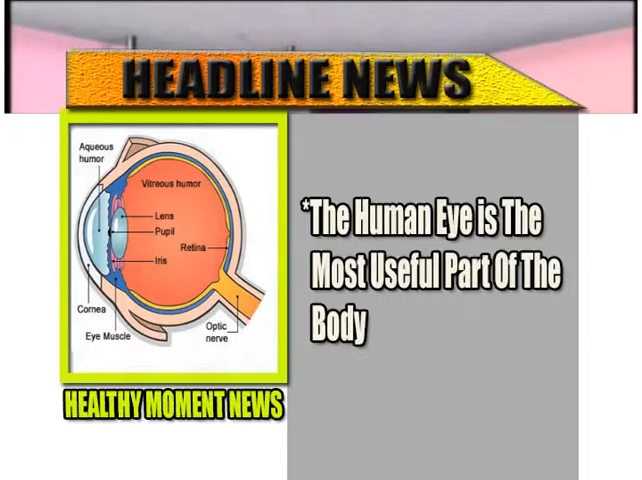 HEADLINE NEWS
Aqueous
humor
Vitreous humor
Lens
Pupil
Retina
Iris
Cornea
Eye Muscle
Optic
nerve
HEALTHY MOMENT NEWS
*The Human Eye is The
Most Useful Part Of The
Body